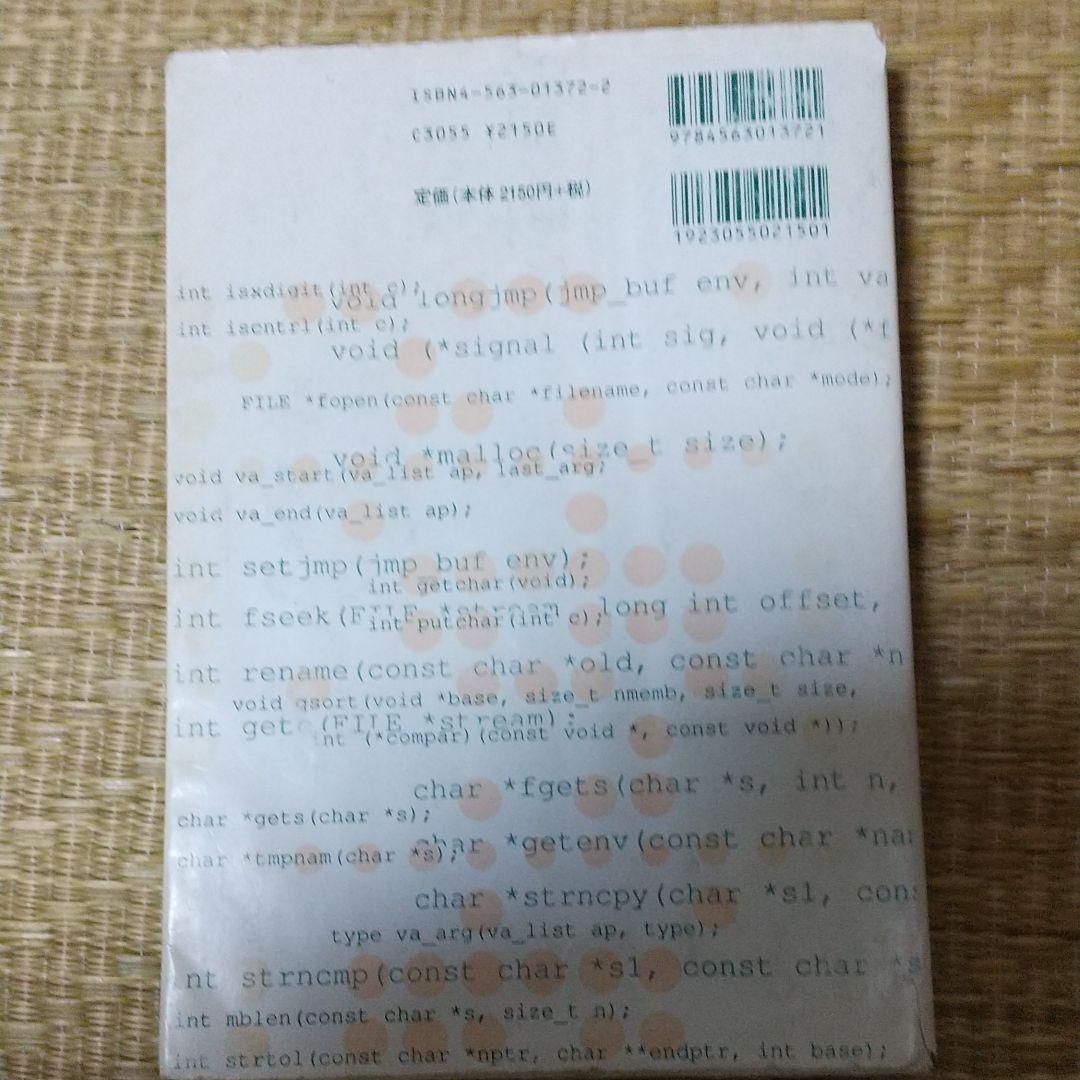 ISBN4-563-01372-2
C3055 ¥2150E
定価(本体2150円+税)
9784563013721
1923055021501
int isxdigit(int c);
void longjmp(jmp_buf env, int va
int iscntrl(int c);
void (*signal (int sig, void (*f
FILE *fopen(const char *filename, const char *mode);
void *malloc(size_t size);
void va_start(va_list ap, last_arg;
void va_end(va_list ap);
int setjmp(jmp_buf env);
int getchar(void);
int fseek(FILE *stream, long int offset,
int putchar(int c);
int rename(const char *old, const char *n
void qsort(void *base, size_t nmemb, size_t size,
int getc(FILE *stream);
int (*compar)(const void *, const void *));
char *fgets(char *s, int n,
char *gets(char *s);
char *getenv(const char *nam
char *tmpnam(char *s);
char *strncpy(char *s1, cons
type va_arg(va_list ap, type);
nt strncmp(const char *s1, const char *s
int mblen(const char *s, size_t n);
int strtol(const char *nptr, char **endptr, int base);